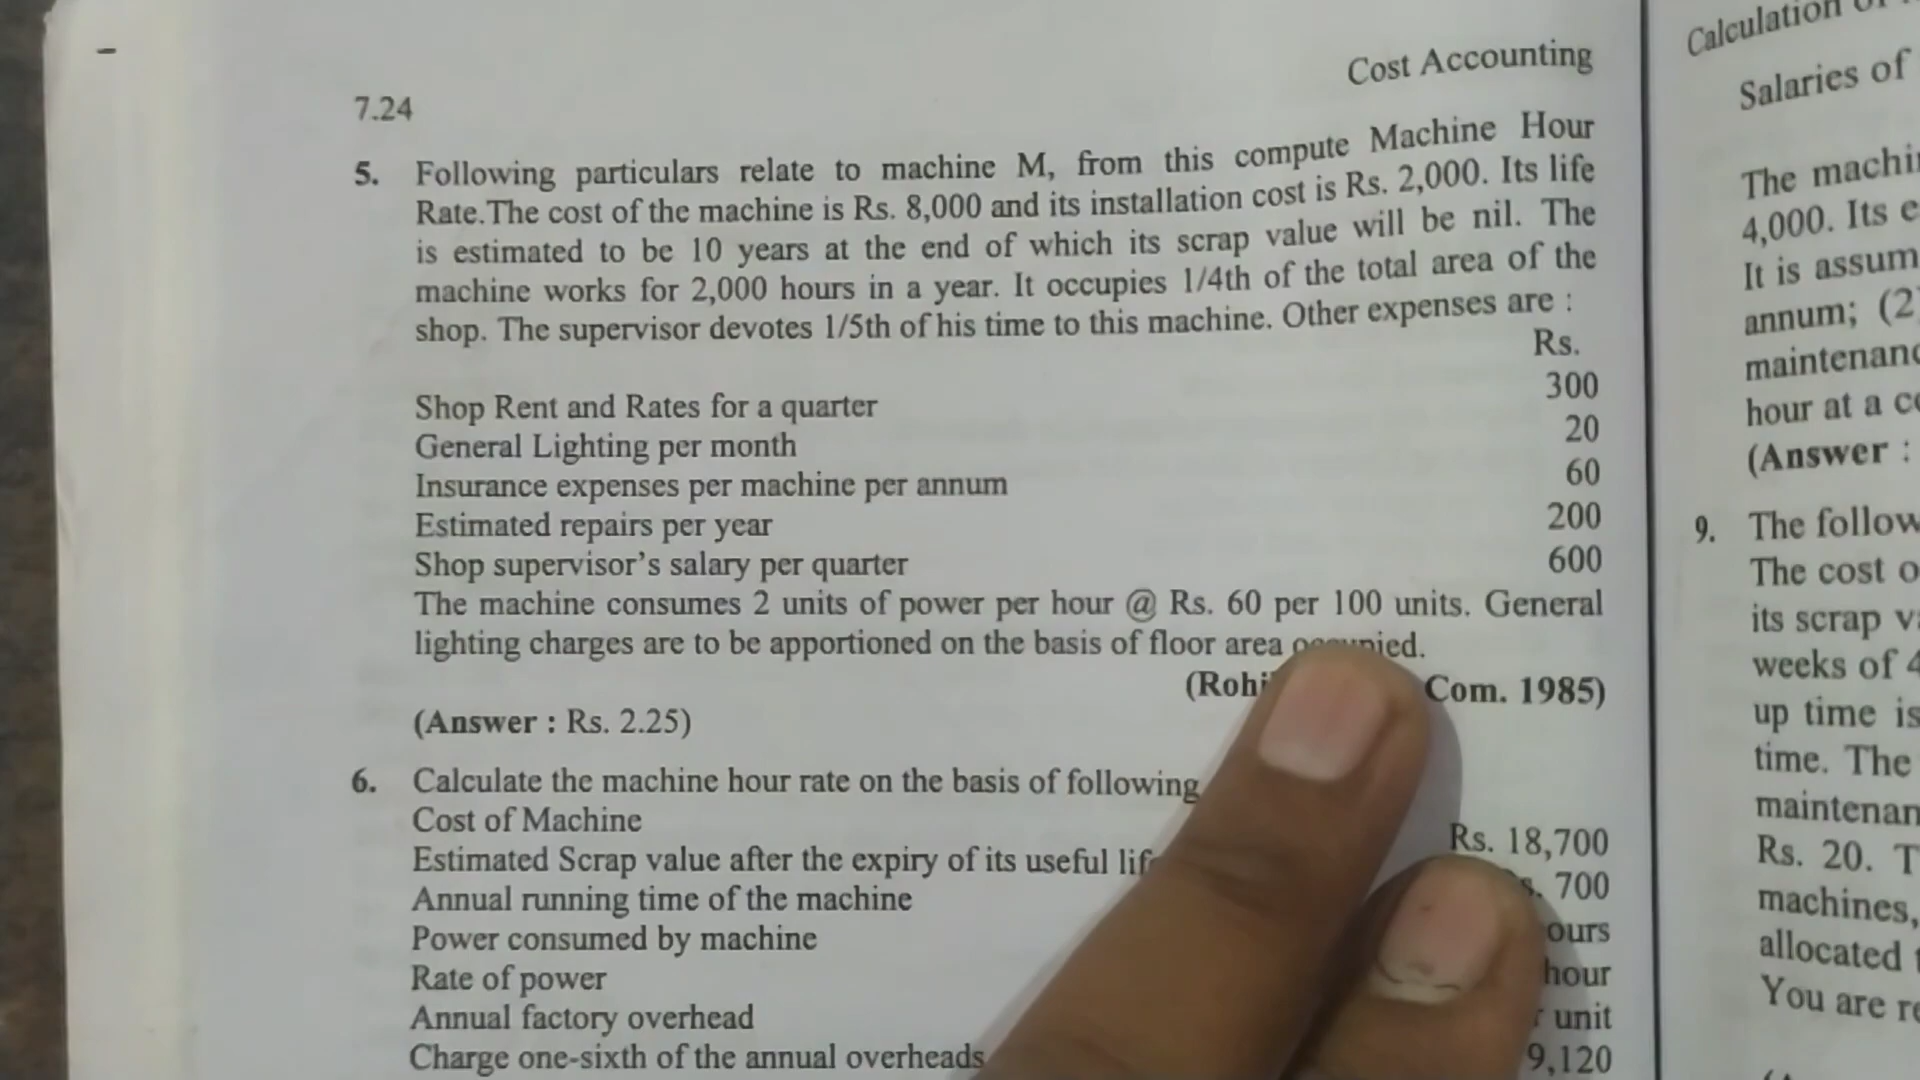 Cost Accounting
7.24
5. Following particulars relate to machine M, from this compute Machine Hour
Rate.The cost of the machine is Rs. 8,000 and its installation cost is Rs. 2,000. Its life
is estimated to be 10 years at the end of which its scrap value will be nil. The
machine works for 2,000 hours in a year. It occupies 1/4th of the total area of the
shop. The supervisor devotes 1/5th of his time to this machine. Other expenses are :
Rs.
Shop Rent and Rates for a quarter 300
General Lighting per month 20
Insurance expenses per machine per annum 60
Estimated repairs per year 200
Shop supervisor's salary per quarter 600
The machine consumes 2 units of power per hour @ Rs. 60 per 100 units. General
lighting charges are to be apportioned on the basis of floor area
Com. 1985)
(Answer : Rs. 2.25)
6. Calculate the machine hour rate on the basis of following
Cost of Machine Rs. 18,700
Estimated Scrap value after the expiry of its useful 700
Annual running time of the machine
Power consumed by machine hour
Rate of power unit
Annual factory overhead 9,120
Charge one-sixth of the annual overheads
Calculation
Salaries of
The
4,000. Its
It is
annum;
hour at a
(Answer :
9. The
The cost
its scrap
weeks of
up time is
time. The
Rs. 20.
machines,
allocated
You are